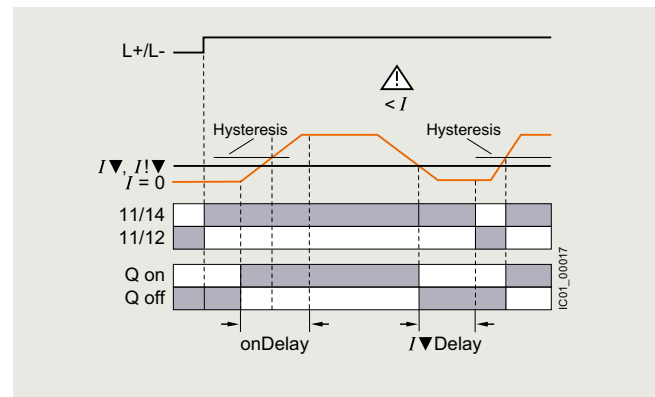 L+/L-
< I
Hysteresis Hysteresis
I▼, I!▼
I = 0
11/14
11/12
Q on
Q off
onDelay I▼Delay
IC01_00017